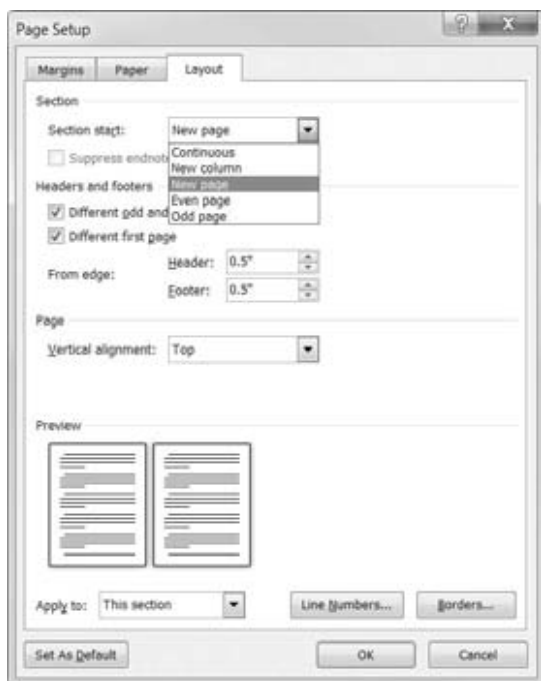 Page Setup
Margins Paper Layout
Section
Section start: New page
Suppress endnot
Continuous
New column
New page
Even page
Odd page
Headers and footers
Different odd and
Different first page
From edge:
Header: 0.5"
Footer: 0.5"
Page
Vertical alignment: Top
Preview
Apply to: This section
Line Numbers... Borders...
Set As Default OK Cancel